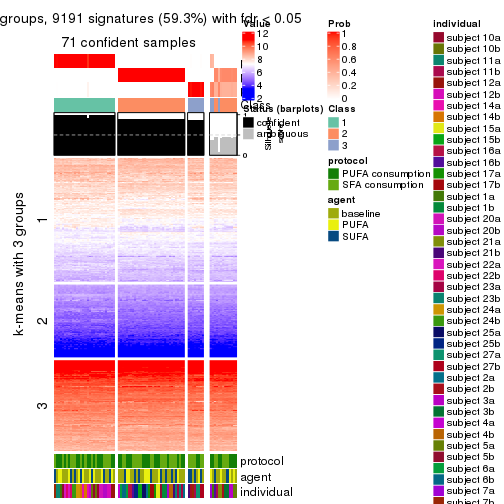 groups, 9191 signatures (59.3%) with fdr < 0.05
71 confident samples
k-means with 3 groups
1
2
3
protocol
agent
individual
Value
12
10
8
6
4
2
Prob
1
0.8
0.6
0.4
0.2
0
Class
Status (barplots)
confident
ambiguous
0
Class
1
2
3
protocol
PUFA consumption
SFA consumption
agent
baseline
PUFA
SUFA
individual
subject 10a
subject 10b
subject 11a
subject 11b
subject 12a
subject 12b
subject 14a
subject 14b
subject 15a
subject 15b
subject 16a
subject 16b
subject 17a
subject 17b
subject 1a
subject 1b
subject 20a
subject 20b
subject 21a
subject 21b
subject 22a
subject 22b
subject 23a
subject 23b
subject 24a
subject 24b
subject 25a
subject 25b
subject 27a
subject 27b
subject 2a
subject 2b
subject 3a
subject 3b
subject 4a
subject 4b
subject 5a
subject 5b
subject 6a
subject 6b
subject 7a
subject 7b